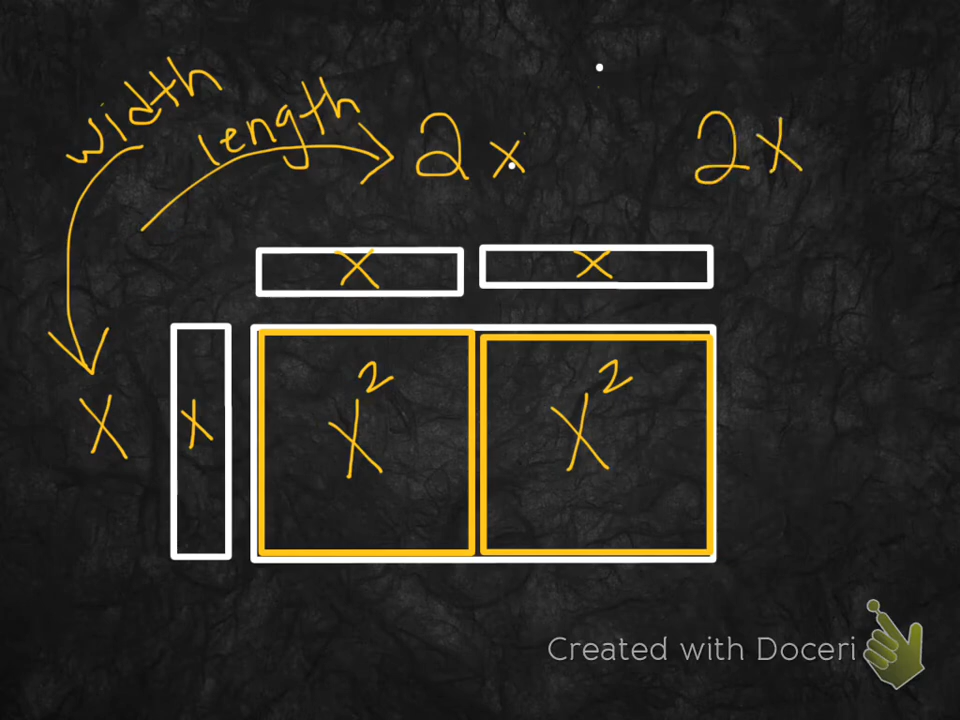 width
length
2x 2x
x x
x x x² x²
Created with Doceri